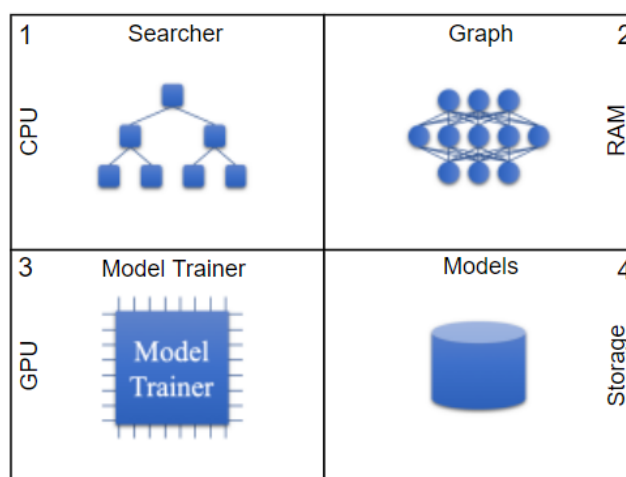 1
Searcher
CPU
Graph
2
RAM
3
Model Trainer
GPU
Model
Trainer
Models
4
Storage